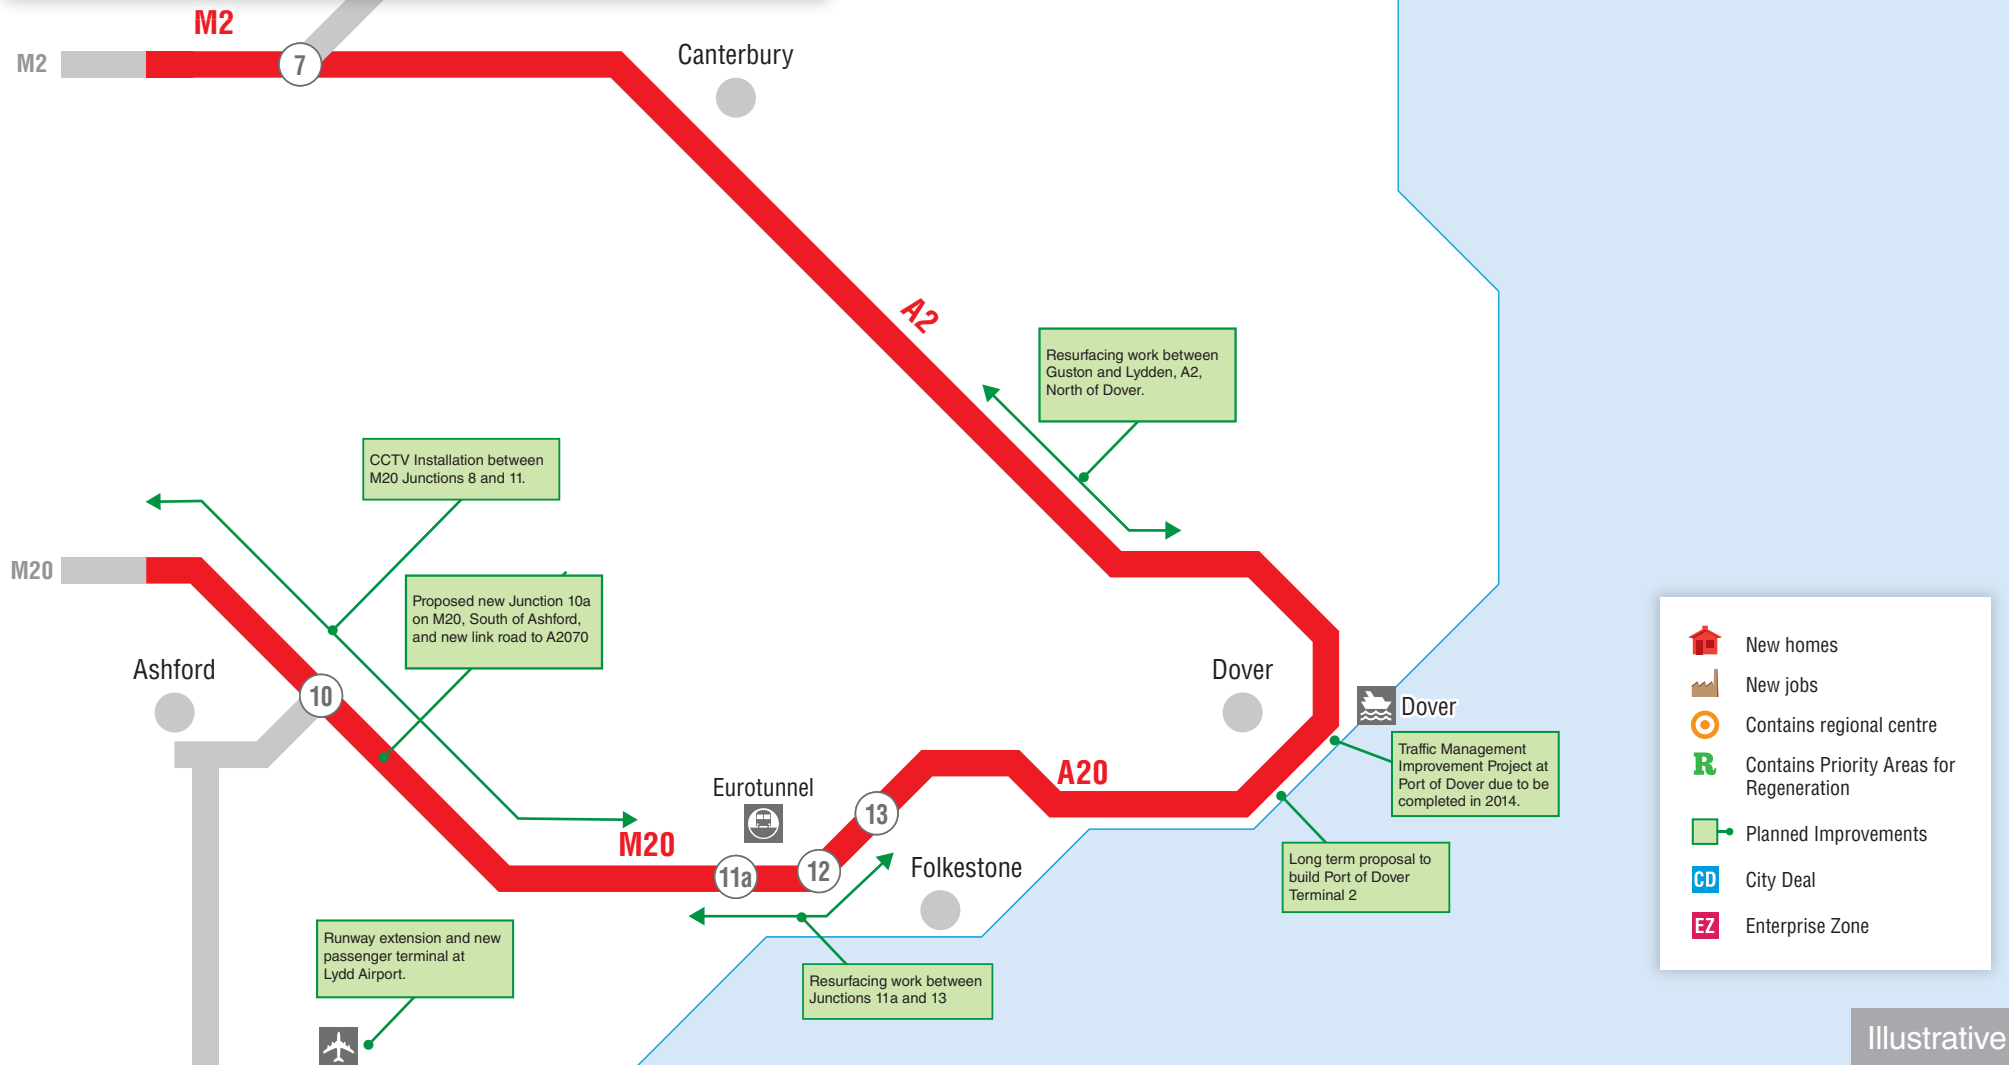 M2
M2
7
Canterbury
A2
Resurfacing work between
Guston and Lydden, A2,
North of Dover.
CCTV Installation between
M20 Junctions 8 and 11.
M20
Proposed new Junction 10a
on M20, South of Ashford,
and new link road to A2070
Ashford
10
Dover
Dover
Traffic Management
Improvement Project at
Port of Dover due to be
completed in 2014.
A20
Eurotunnel
13
M20
11a
12
Folkestone
Long term proposal to
build Port of Dover
Terminal 2
Runway extension and new
passenger terminal at
Lydd Airport.
Resurfacing work between
Junctions 11a and 13
New homes
New jobs
Contains regional centre
R
Contains Priority Areas for
Regeneration
Planned Improvements
CD
City Deal
EZ
Enterprise Zone
Illustrative